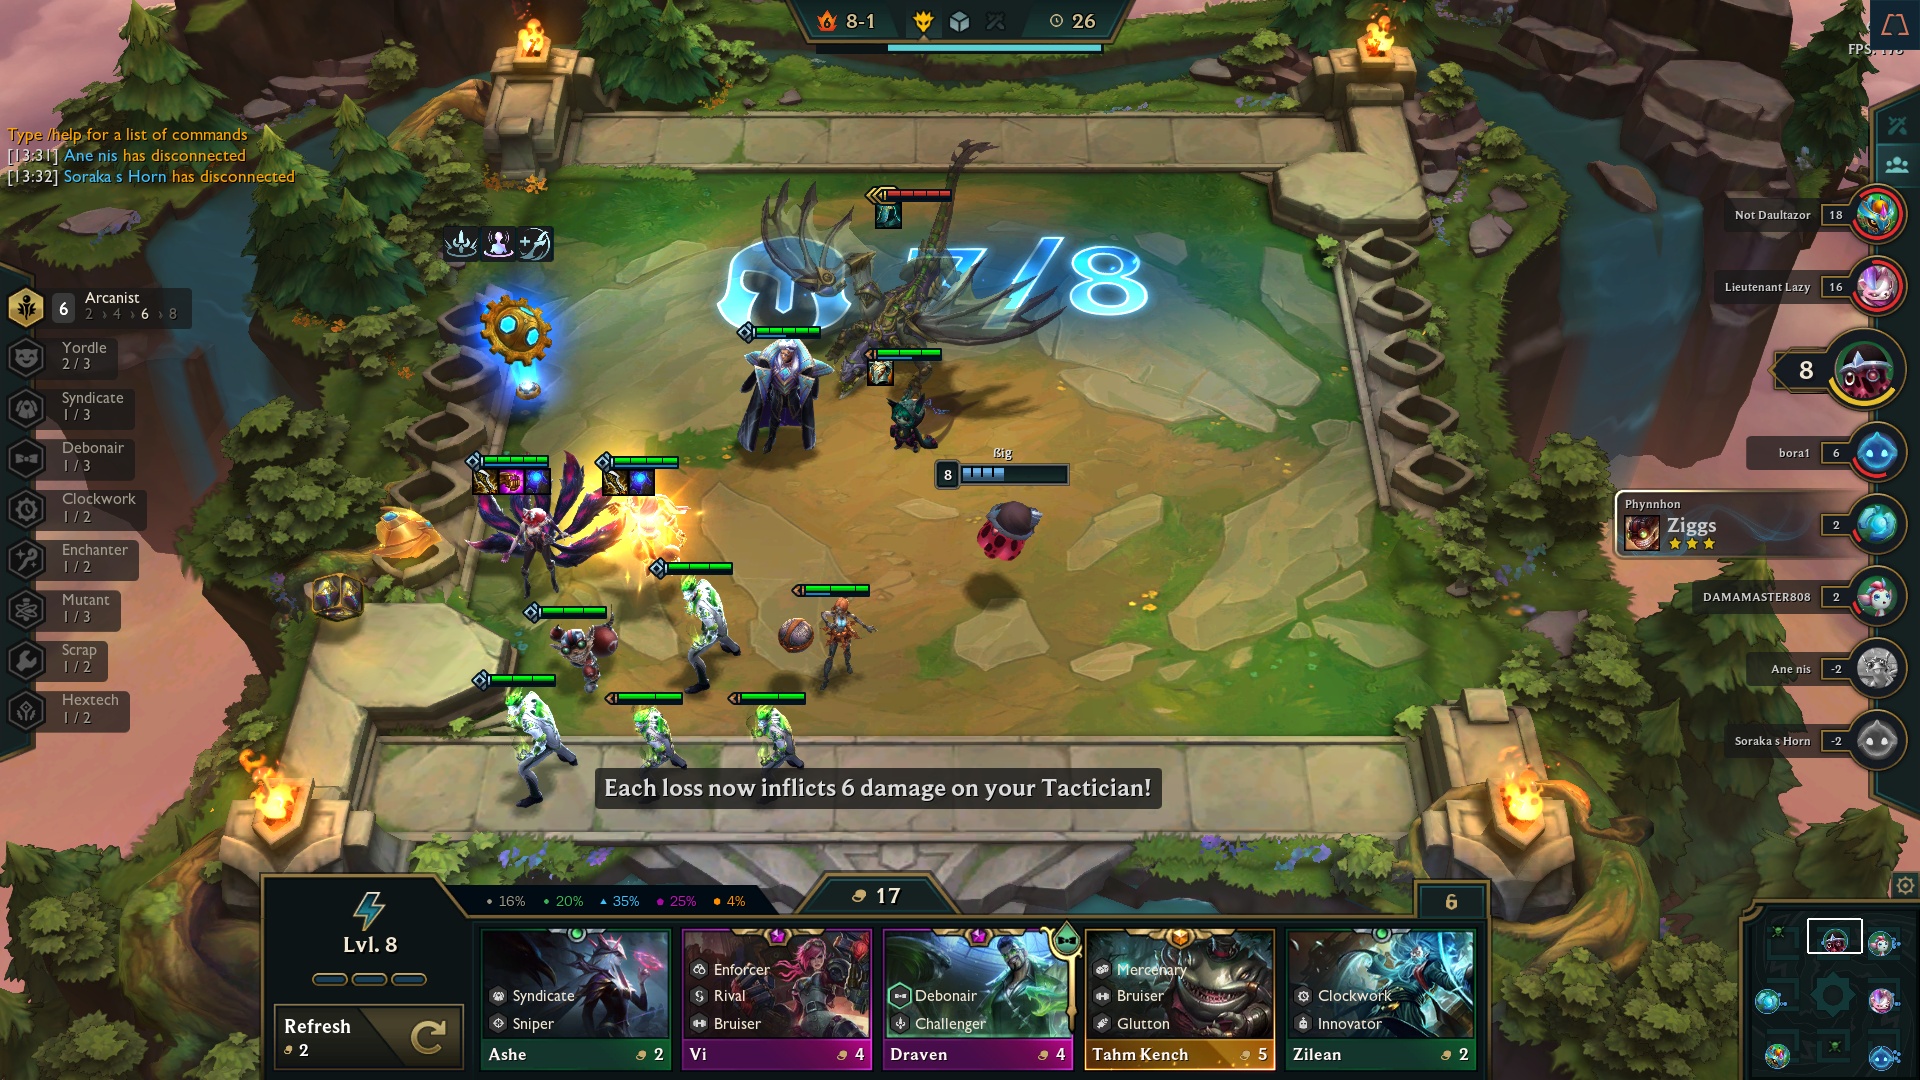 8-1
26
FPS: 178
Type /help for a list of commands
[13:31] Ane nis has disconnected
[13:32] Soraka s Horn has disconnected
7/8
6
Arcanist
2 › 4 › 6 › 8
Yordle
2 / 3
Syndicate
1 / 3
Debonair
1 / 3
Clockwork
1 / 2
Enchanter
1 / 2
Mutant
1 / 3
Scrap
1 / 2
Hextech
1 / 2
8
Not Daultazor 18
Lieutenant Lazy 16
8
bora1 6
Phynnhon
Ziggs
2
DAMAMASTER808 2
Ane nis -2
Soraka s Horn -2
Each loss now inflicts 6 damage on your Tactician!
16% 20% 35% 25% 4%
17
6
Lvl. 8
Refresh
2
Syndicate
Sniper
Ashe 2
Enforcer
Rival
Bruiser
Vi 4
Debonair
Challenger
Draven 4
Mercenary
Bruiser
Glutton
Tahm Kench 5
Clockwork
Innovator
Zilean 2